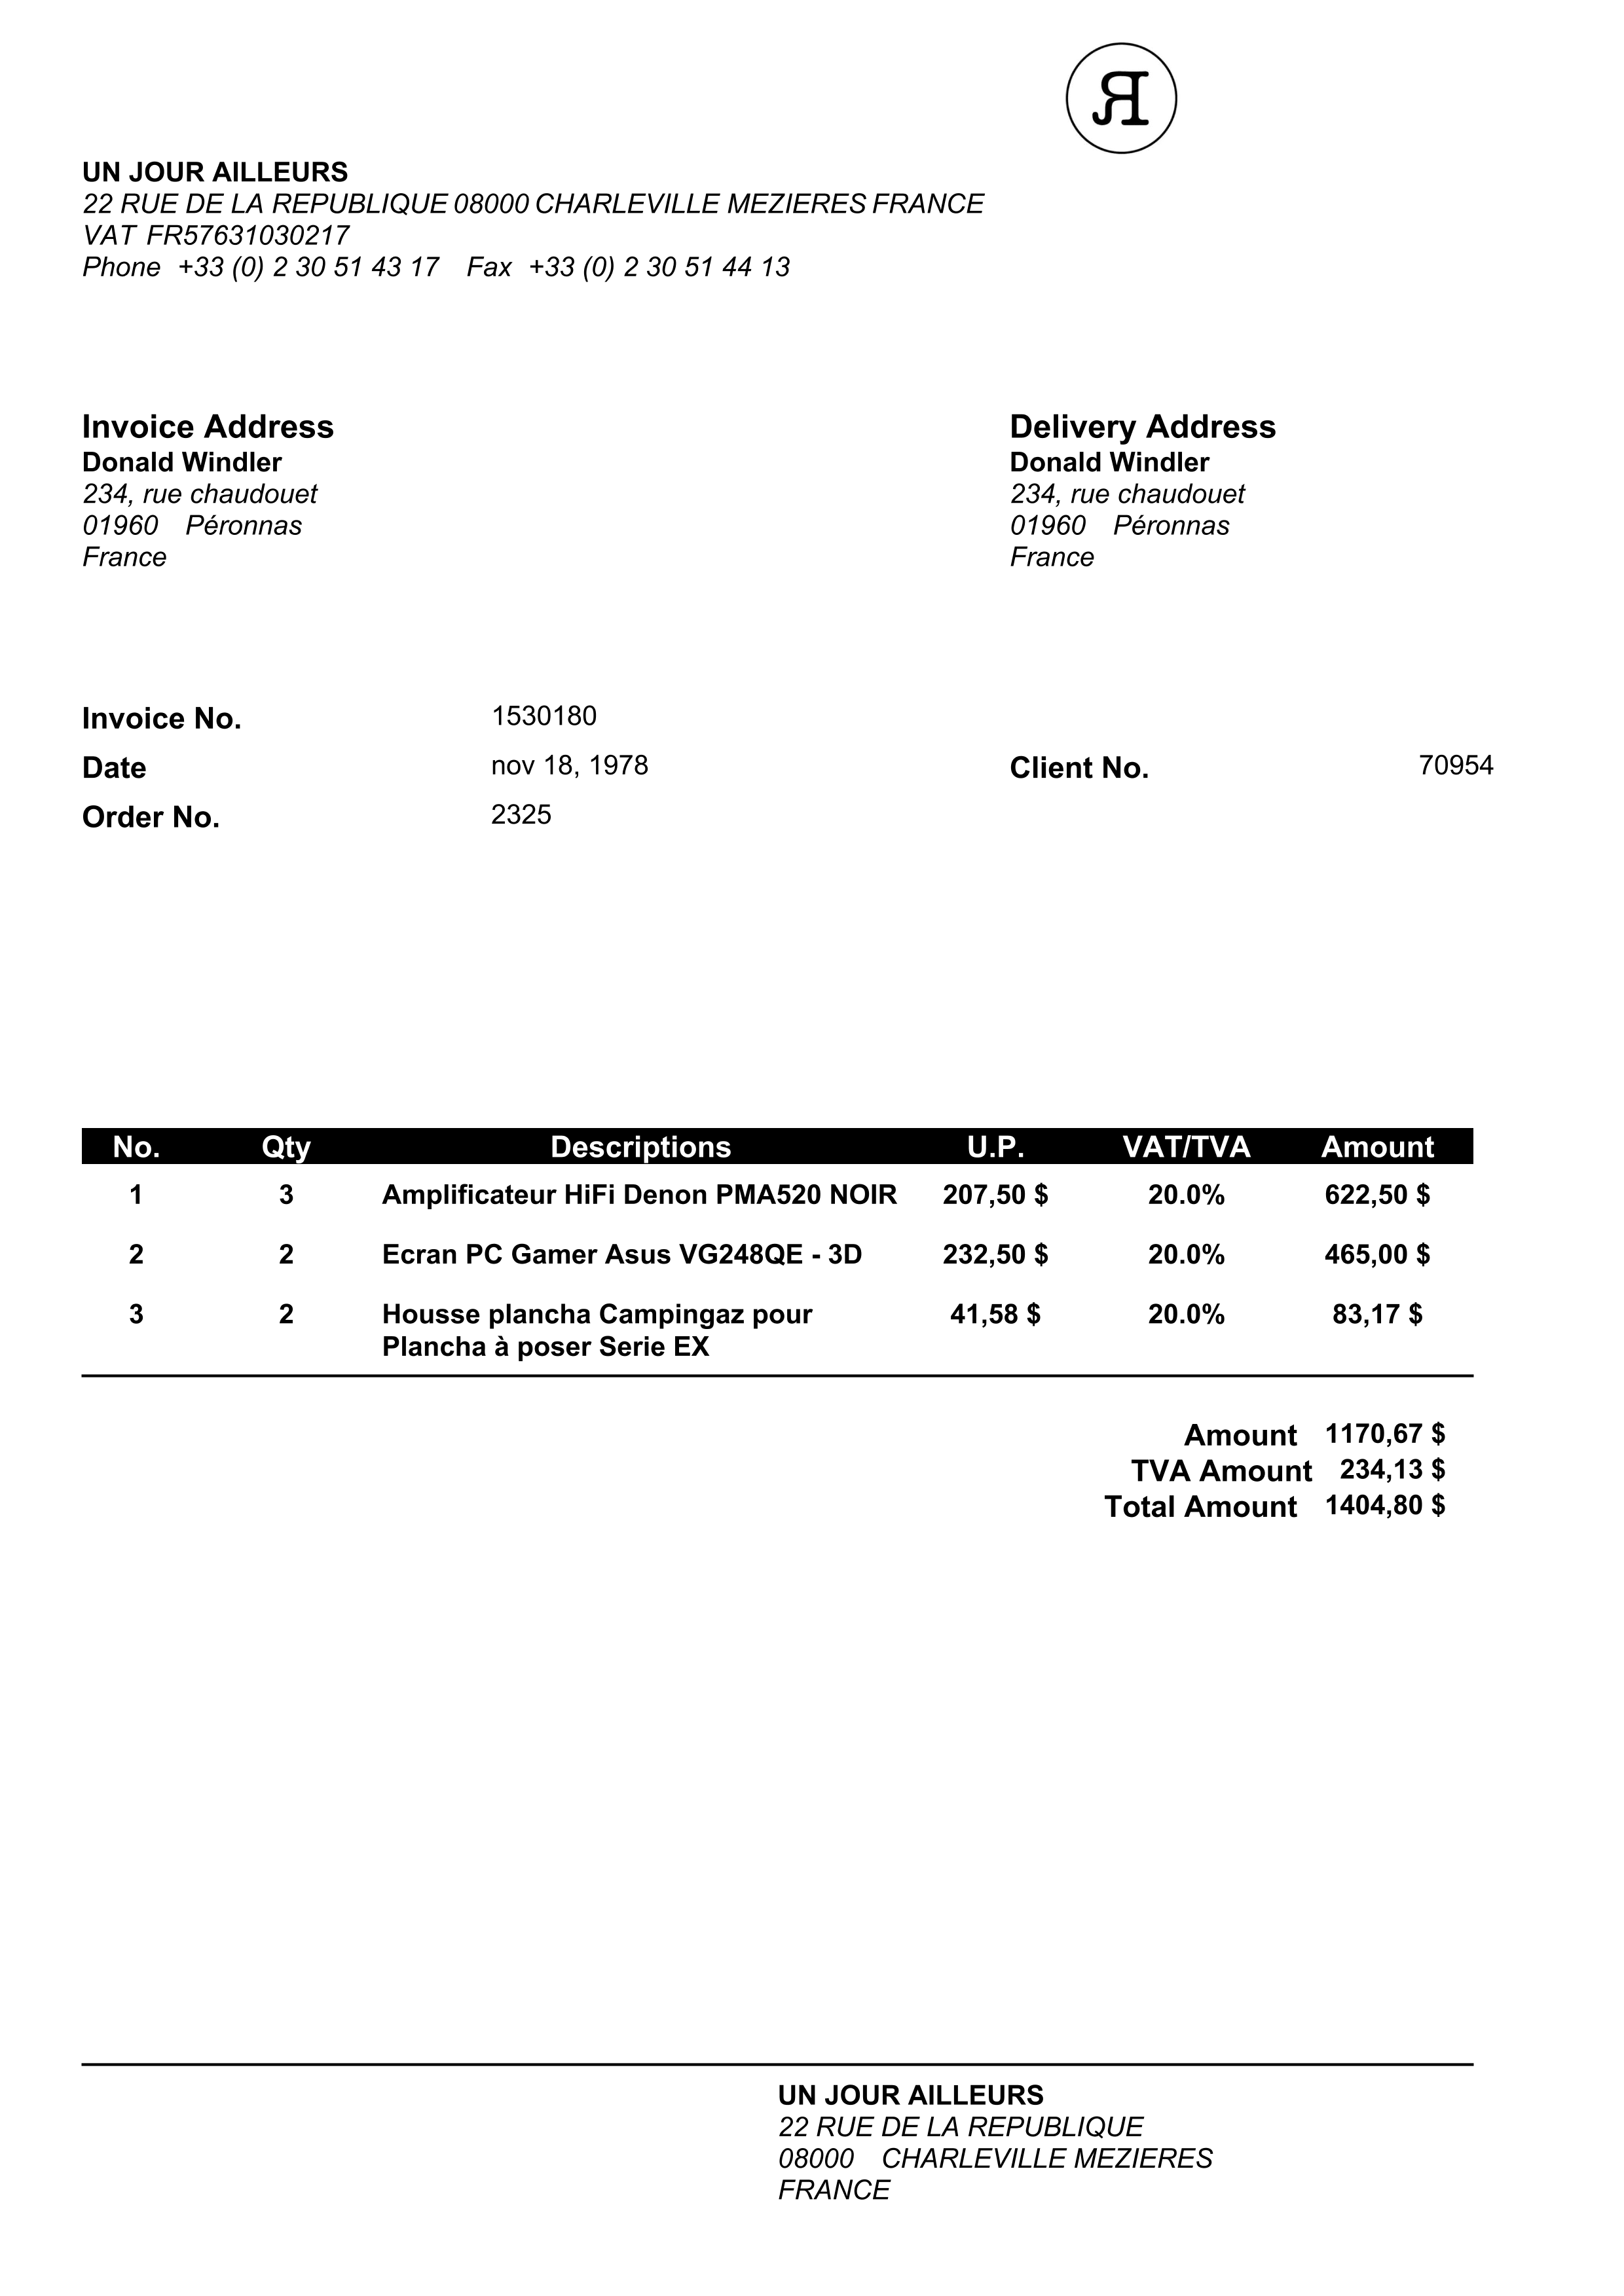 UN JOUR AILLEURS
22 RUE DE LA REPUBLIQUE 08000 CHARLEVILLE MEZIERES FRANCE
VAT FR57631030217
Phone +33 (0) 2 30 51 43 17 Fax +33 (0) 2 30 51 44 13
Invoice Address
Donald Windler
234, rue chaudouet
01960 Péronnas
France
Delivery Address
Donald Windler
234, rue chaudouet
01960 Péronnas
France
Invoice No. 1530180
Date nov 18, 1978 Client No. 70954
Order No. 2325
No. Qty Descriptions U.P. VAT/TVA Amount
1 3 Amplificateur HiFi Denon PMA520 NOIR 207,50 $ 20.0% 622,50 $
2 2 Ecran PC Gamer Asus VG248QE - 3D 232,50 $ 20.0% 465,00 $
3 2 Housse plancha Campingaz pour 41,58 $ 20.0% 83,17 $
Plancha à poser Serie EX
Amount 1170,67 $
TVA Amount 234,13 $
Total Amount 1404,80 $
UN JOUR AILLEURS
22 RUE DE LA REPUBLIQUE
08000 CHARLEVILLE MEZIERES
FRANCE